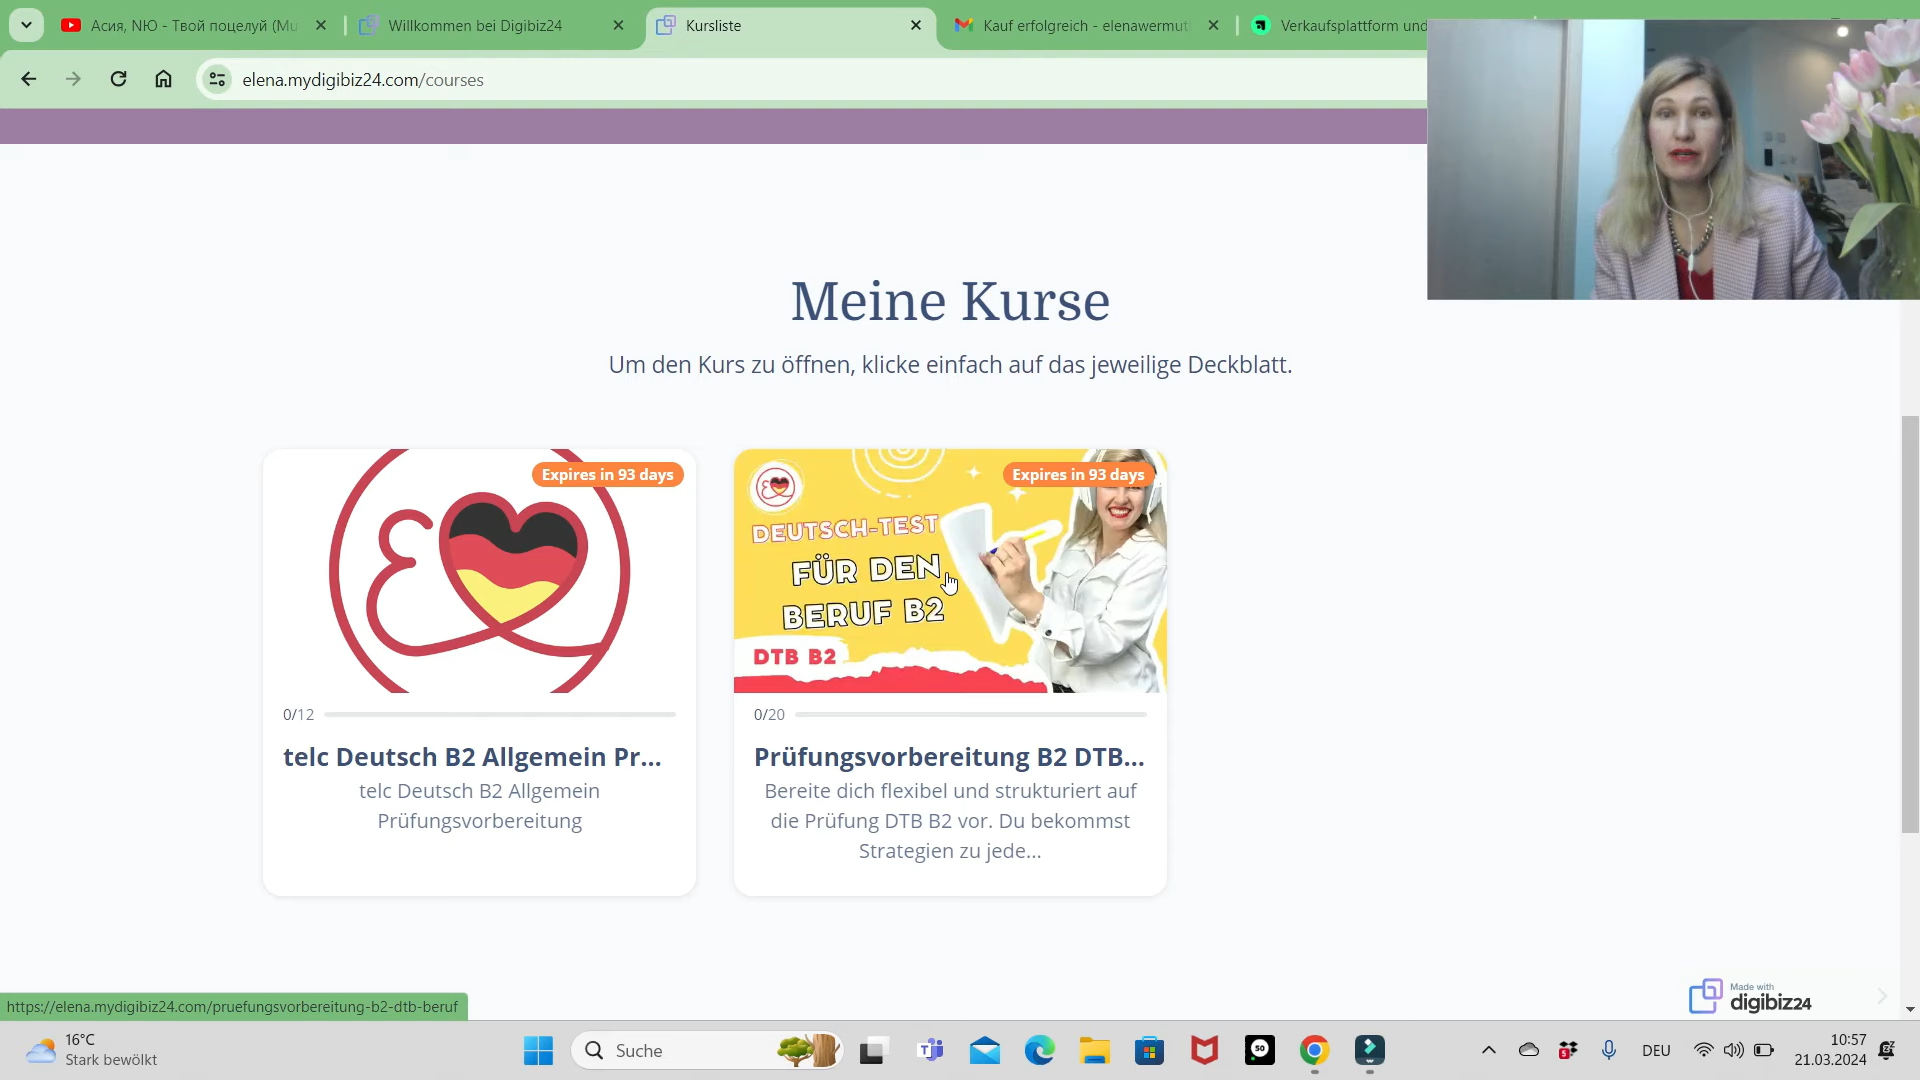 Асия, NЮ - Твой поцелуй (Mu
Willkommen bei Digibiz24
Kursliste
Kauf erfolgreich - elenawermut
Verkaufsplattform und
elena.mydigibiz24.com/courses
Meine Kurse
Um den Kurs zu öffnen, klicke einfach auf das jeweilige Deckblatt.
Expires in 93 days
0/12
telc Deutsch B2 Allgemein Pr...
telc Deutsch B2 Allgemein
Prüfungsvorbereitung
Expires in 93 days
DEUTSCH-TEST
FÜR DEN
BERUF B2
DTB B2
0/20
Prüfungsvorbereitung B2 DTB...
Bereite dich flexibel und strukturiert auf
die Prüfung DTB B2 vor. Du bekommst
Strategien zu jede...
Made with
digibiz24
https://elena.mydigibiz24.com/pruefungsvorbereitung-b2-dtb-beruf
16°C
Stark bewölkt
Suche
50
5
DEU
10:57
21.03.2024